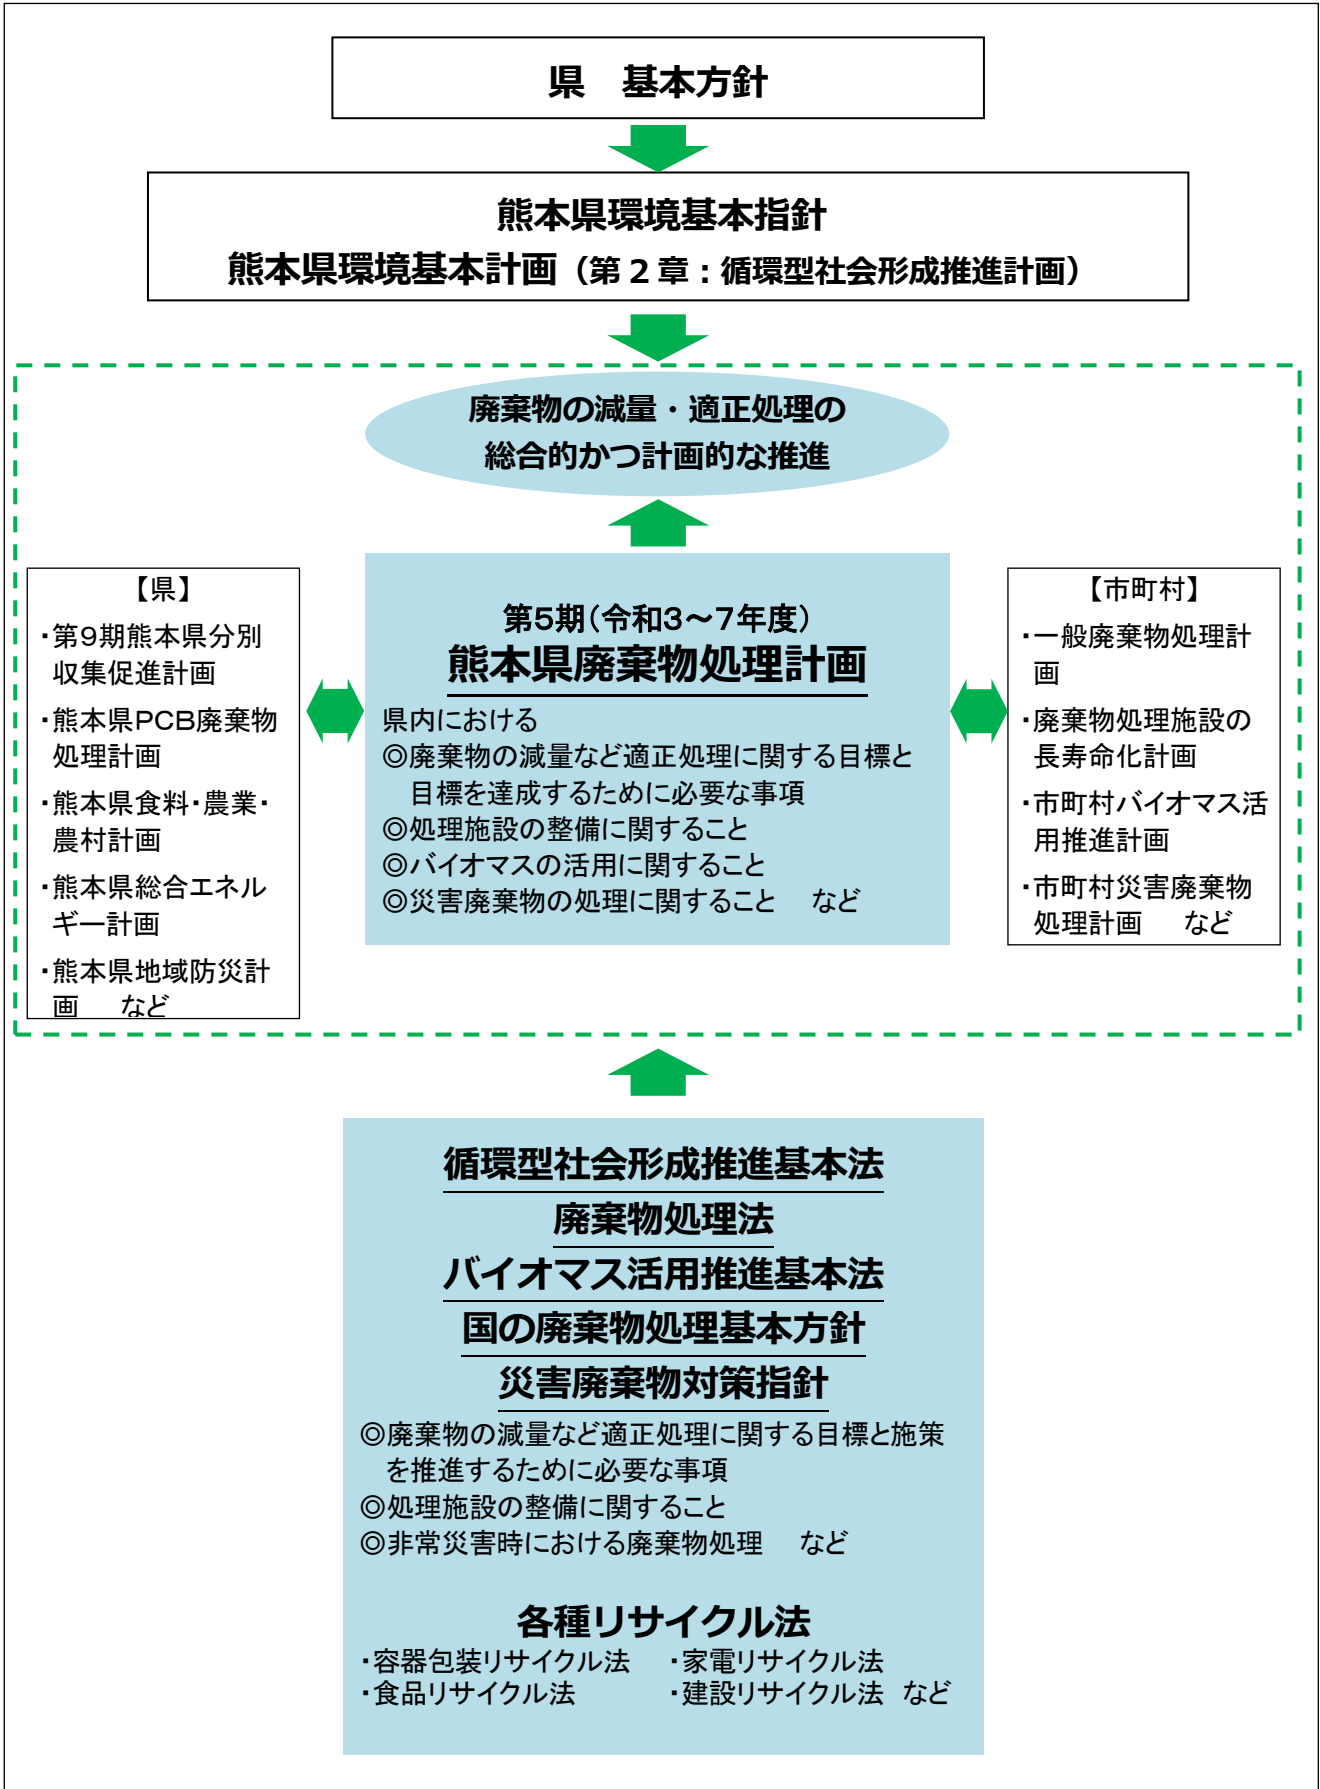 県　基本方針
熊本県環境基本指針
熊本県環境基本計画（第２章：循環型社会形成推進計画）
廃棄物の減量・適正処理の
総合的かつ計画的な推進
【県】
・第９期熊本県分別
収集促進計画
・熊本県ＰＣＢ廃棄物
処理計画
・熊本県食料・農業・
農村計画
・熊本県総合エネル
ギー計画
・熊本県地域防災計
画　など
第５期（令和３～７年度）
熊本県廃棄物処理計画
県内における
◎廃棄物の減量など適正処理に関する目標と
目標を達成するために必要な事項
◎処理施設の整備に関すること
◎バイオマスの活用に関すること
◎災害廃棄物の処理に関すること　など
【市町村】
・一般廃棄物処理計
画
・廃棄物処理施設の
長寿命化計画
・市町村バイオマス活
用推進計画
・市町村災害廃棄物
処理計画　など
循環型社会形成推進基本法
廃棄物処理法
バイオマス活用推進基本法
国の廃棄物処理基本方針
災害廃棄物対策指針
◎廃棄物の減量など適正処理に関する目標と施策
を推進するために必要な事項
◎処理施設の整備に関すること
◎非常災害時における廃棄物処理　など
各種リサイクル法
・容器包装リサイクル法　・家電リサイクル法
・食品リサイクル法　・建設リサイクル法　など